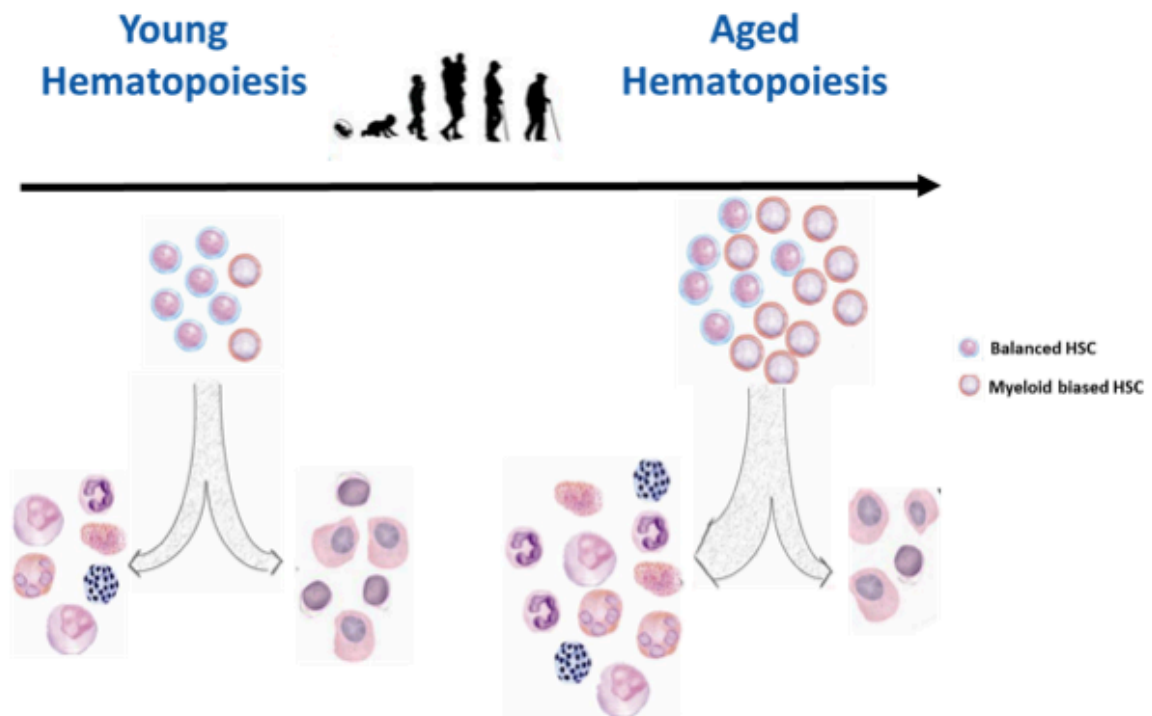 Young
Hematopoiesis
Aged
Hematopoiesis
Balanced HSC
Myeloid biased HSC